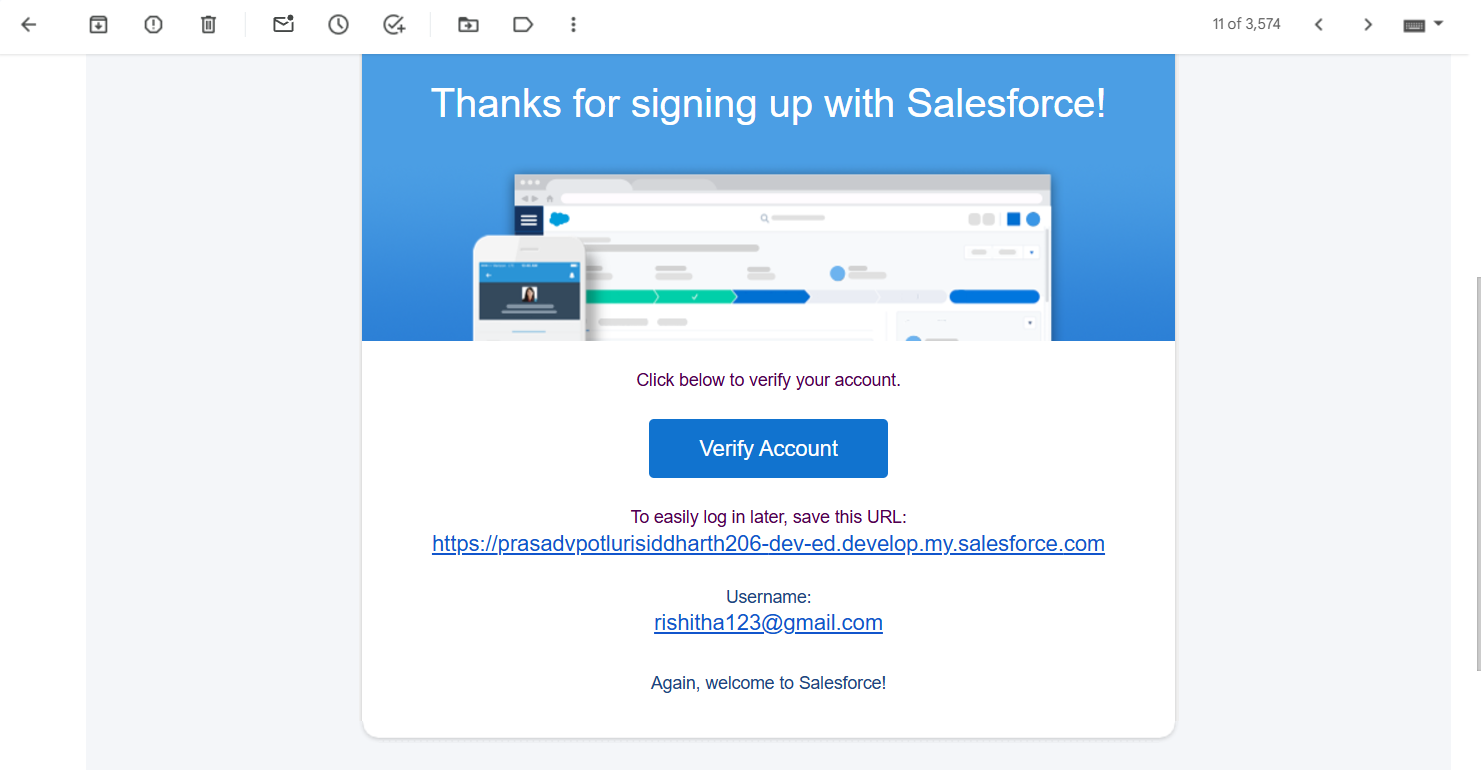 11 of 3,574
Thanks for signing up with Salesforce!
Click below to verify your account.
Verify Account
To easily log in later, save this URL:
https://prasadvpotlurisiddharth206-dev-ed.develop.my.salesforce.com
Username:
rishitha123@gmail.com
Again, welcome to Salesforce!